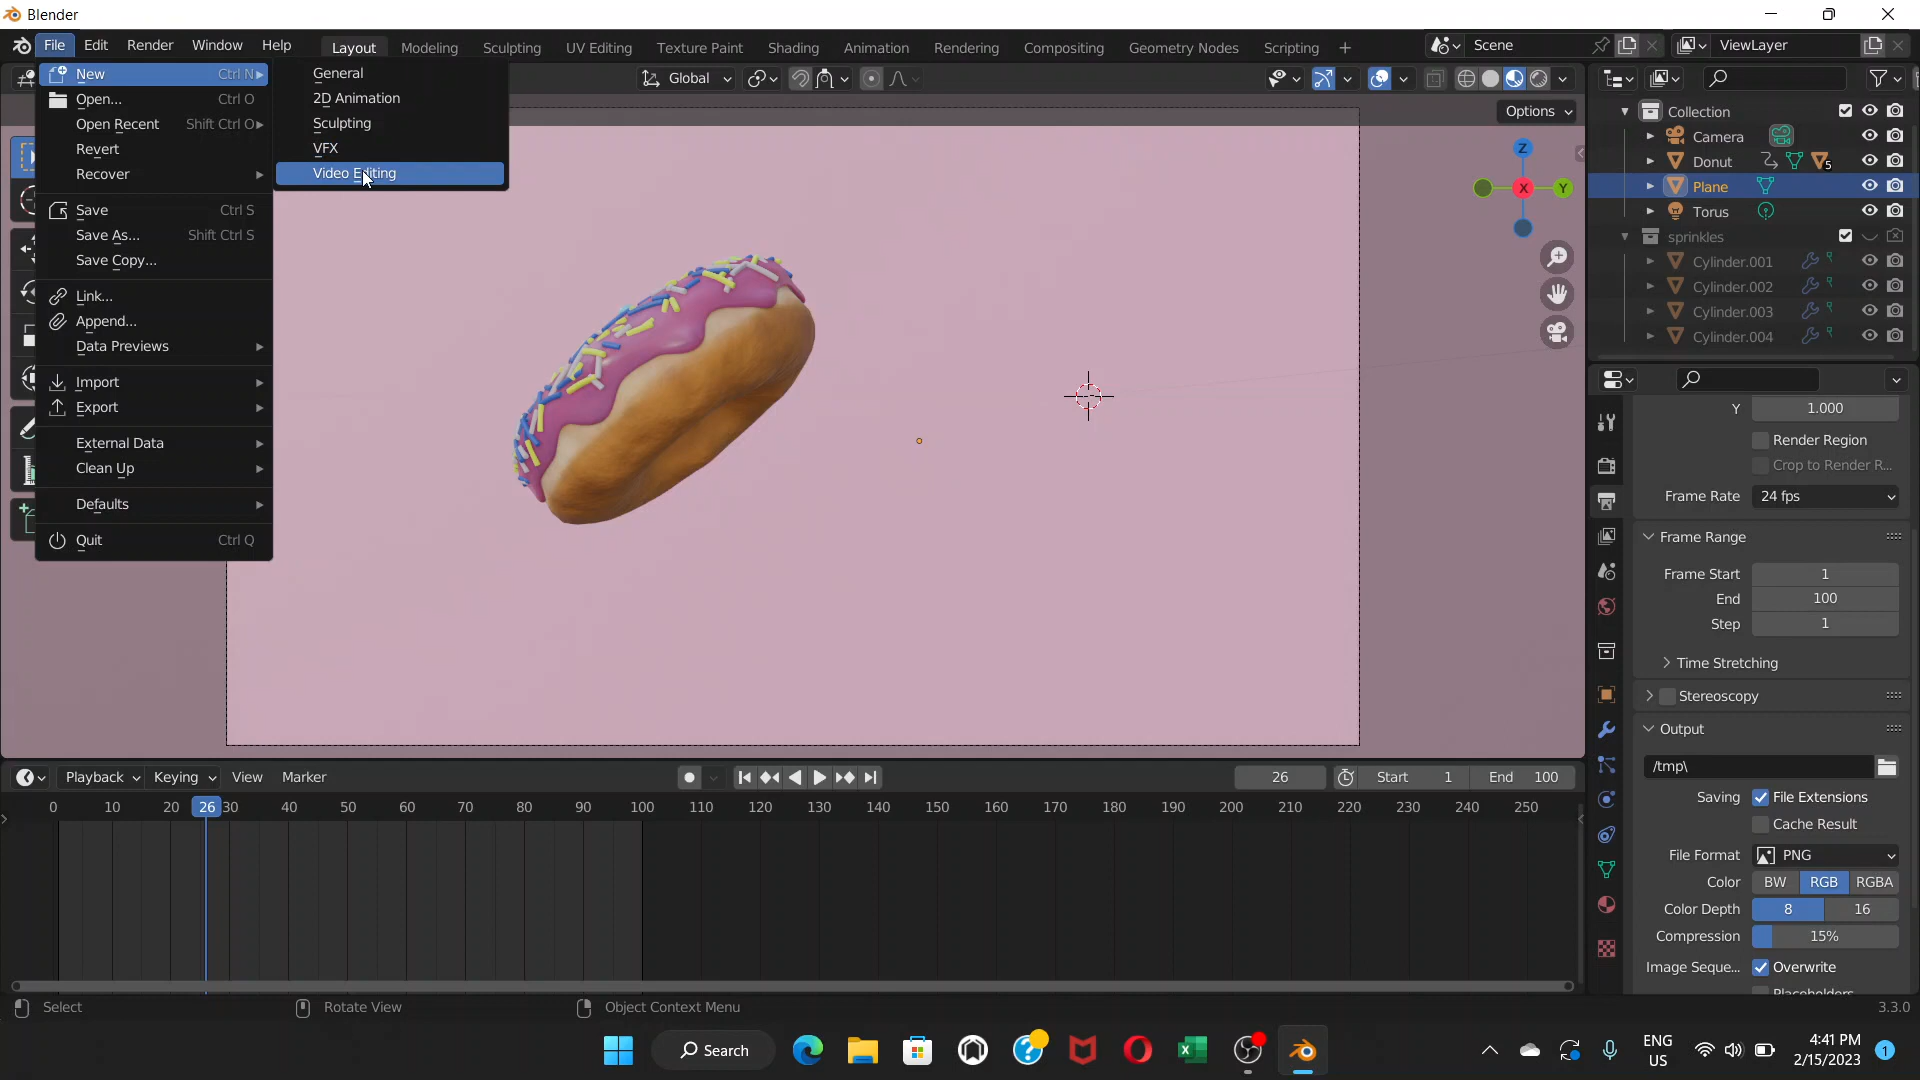 Blender
File Edit Render Window Help Layout Modeling Sculpting UV Editing Texture Paint Shading Animation Rendering Compositing Geometry Nodes Scripting + Scene ViewLayer
New Ctrl N
Open... Ctrl O
Open Recent Shift Ctrl O
Revert
Recover
Save Ctrl S
Save As... Shift Ctrl S
Save Copy...
Link...
Append...
Data Previews
Import
Export
External Data
Clean Up
Defaults
Quit Ctrl Q
General
2D Animation
Sculpting
VFX
Video Editing
Global
Options
Z
X Y
Collection
Camera
Donut 5
Plane
Torus
sprinkles
Cylinder.001
Cylinder.002
Cylinder.003
Cylinder.004
Y 1.000
Render Region
Crop to Render R...
Frame Rate 24 fps
Frame Range
Frame Start 1
End 100
Step 1
Time Stretching
Stereoscopy
Output
/tmp\
Saving File Extensions
Cache Result
File Format PNG
Color BW RGB RGBA
Color Depth 8 16
Compression 15%
Image Seque... Overwrite
Placeholders
Playback Keying View Marker 26 Start 1 End 100
0 10 20 26 30 40 50 60 70 80 90 100 110 120 130 140 150 160 170 180 190 200 210 220 230 240 250
Select Rotate View Object Context Menu 3.3.0
Search
ENG
US
4:41 PM
2/15/2023
1